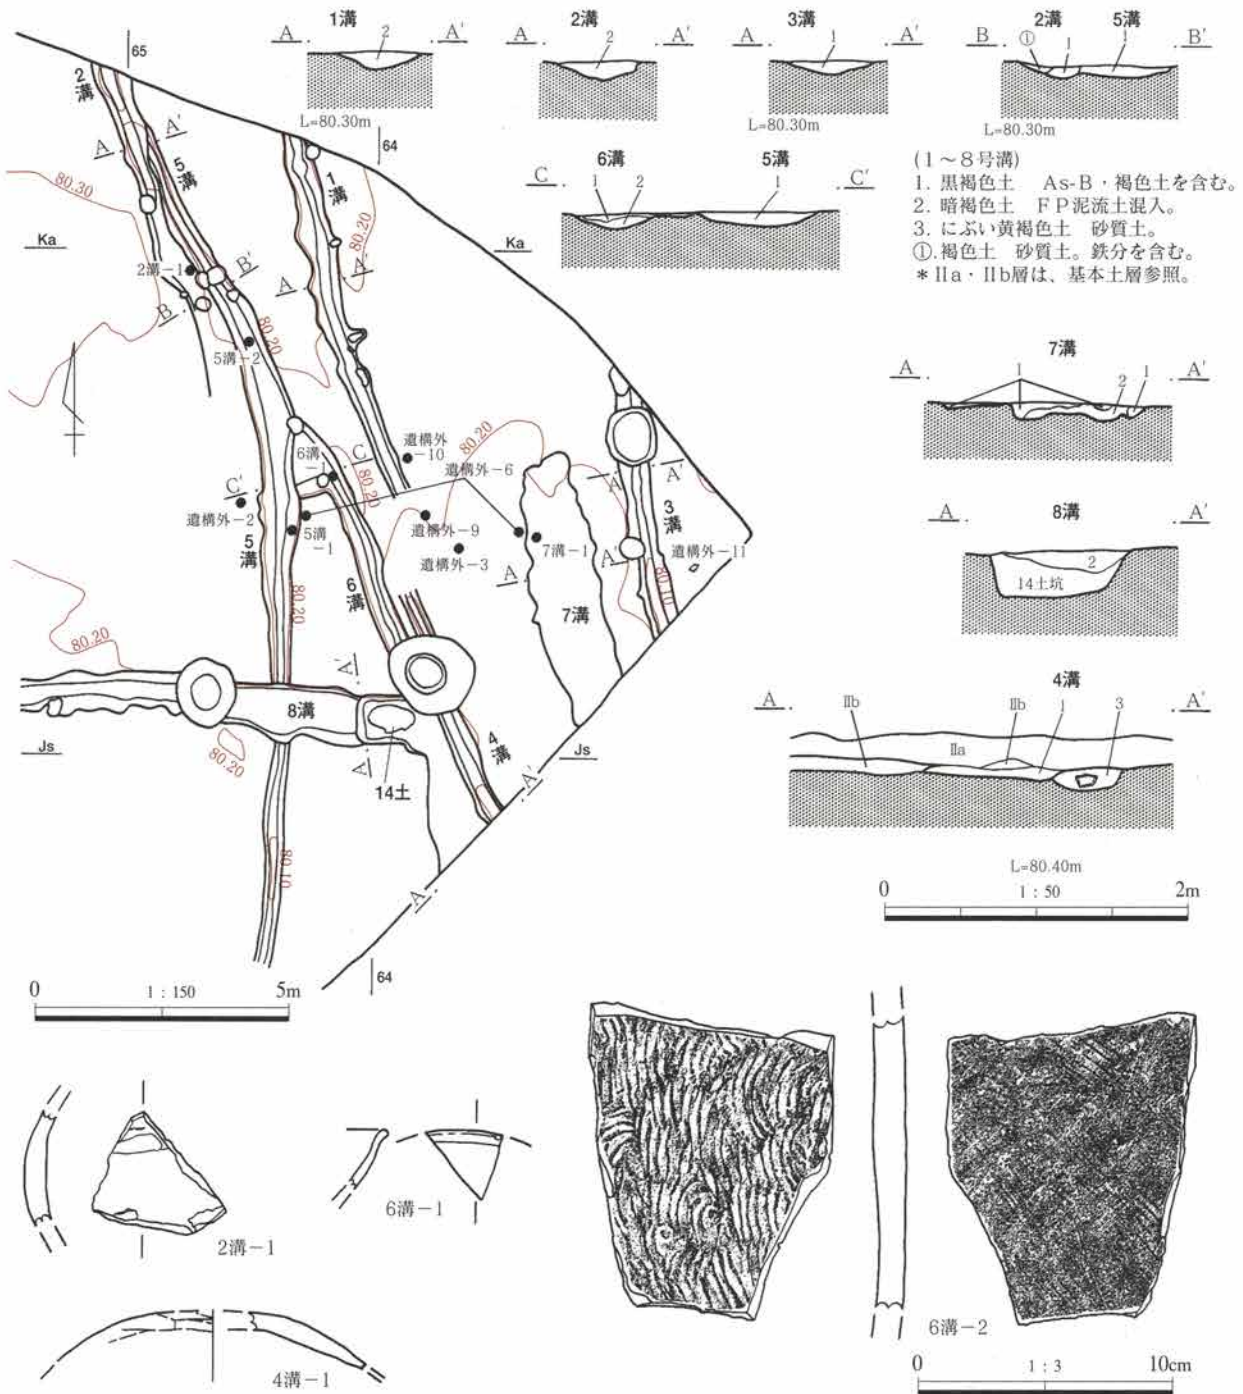 1溝
A A'
2
L=80.30m
2溝
A A'
2
3溝
A A'
1
L=80.30m
2溝 5溝
B B'
① 1 1
L=80.30m
6溝 5溝
C C'
1 2 1
(1～8号溝)
1. 黒褐色土 As-B・褐色土を含む。
2. 暗褐色土 FP泥流土混入。
3. にぶい黄褐色土 砂質土。
①.褐色土 砂質土。鉄分を含む。
*Ⅱa・Ⅱb層は、基本土層参照。
7溝
A A'
1 2 1
8溝
A A'
2
14土坑
4溝
A A'
Ⅱb Ⅱb 1 3
Ⅱa
L=80.40m
0 1:50 2m
65
64
2溝
A A'
5溝
1溝
80.30
80.20
Ka
Ka
A A'
2溝-1
B B'
5溝-2
80.20
6溝-1
C C'
80.20
遺構外-10
遺構外-6
80.20
遺構外-2
5溝-1
遺構外-9
遺構外-3
7溝-1
A A'
A A'
3溝
遺構外-11
80.10
5溝
6溝
7溝
80.20
80.20
A'
8溝
Js
Js
80.20
A
14土
4溝
A'
80.10
A
64
0 1:150 5m
2溝-1
6溝-1
4溝-1
6溝-2
0 1:3 10cm